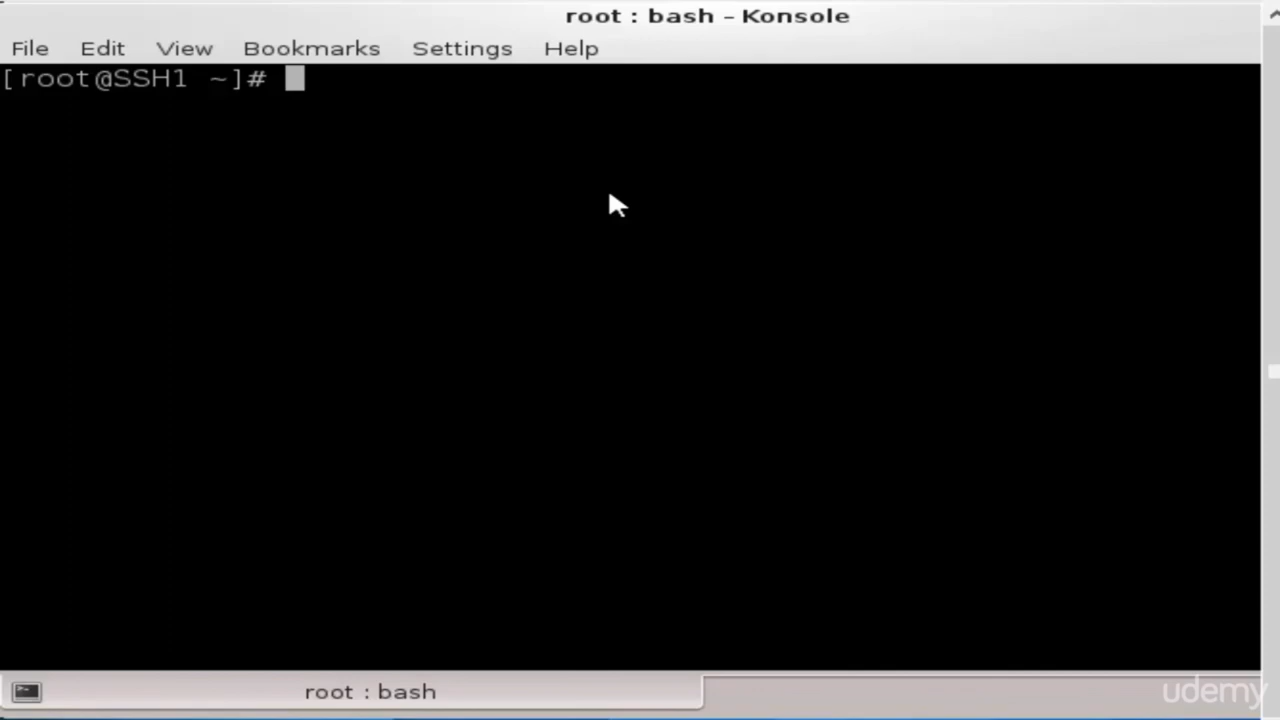 root : bash – Konsole
File Edit View Bookmarks Settings Help
[root@SSH1 ~]#
root : bash
udemy